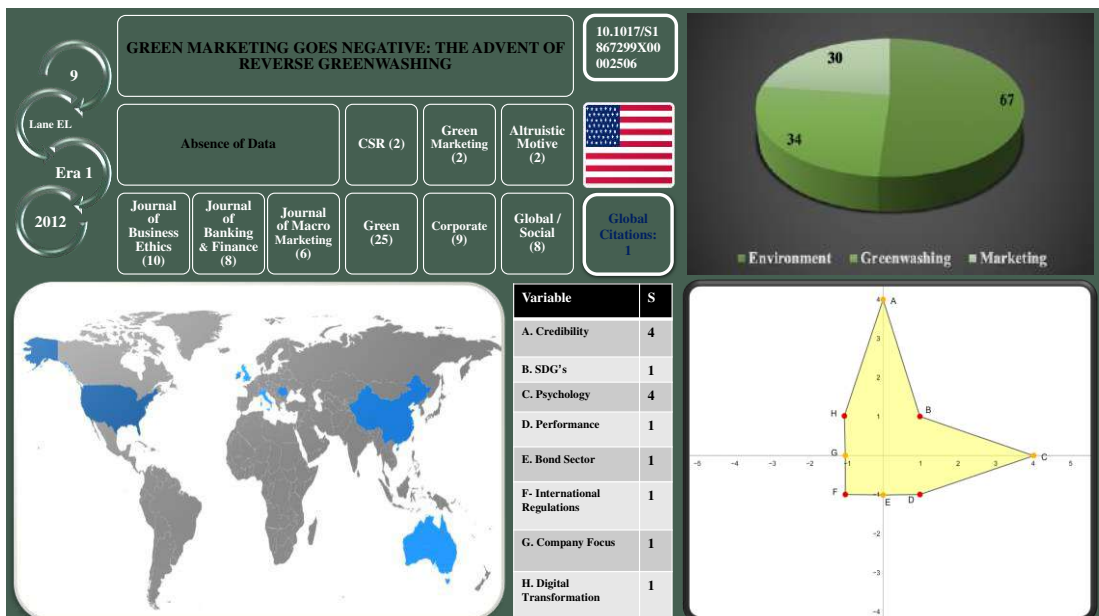 9
Lane EL
Era 1
2012
GREEN MARKETING GOES NEGATIVE: THE ADVENT OF
REVERSE GREENWASHING
10.1017/S1
867299X00
002506
Absence of Data
CSR (2)
Green
Marketing
(2)
Altruistic
Motive
(2)
Journal
of
Business
Ethics
(10)
Journal
of
Banking
& Finance
(8)
Journal
of Macro
Marketing
(6)
Green
(25)
Corporate
(9)
Global /
Social
(8)
Global
Citations:
1
30
67
34
Environment Greenwashing Marketing
Variable S
A. Credibility 4
B. SDG's 1
C. Psychology 4
D. Performance 1
E. Bond Sector 1
F- International
Regulations 1
G. Company Focus 1
H. Digital
Transformation 1
4 A
3
2
H 1 B
G C
-5 -4 -3 -2 -1 1 2 3 4 5
F -1 E D
-2
-3
-4